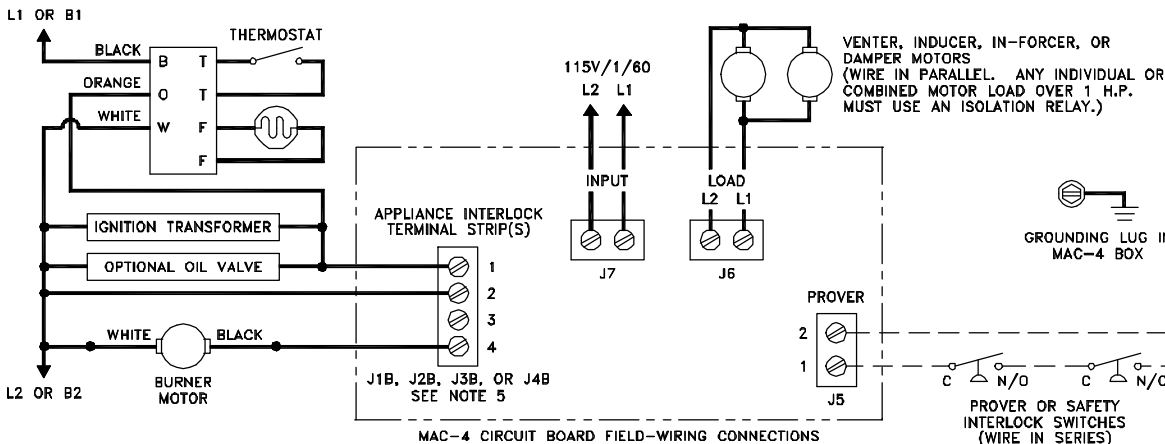 L1 OR B1
BLACK
ORANGE
WHITE
B T
O T
W F
F
THERMOSTAT
IGNITION TRANSFORMER
OPTIONAL OIL VALVE
WHITE
BLACK
BURNER
MOTOR
L2 OR B2
APPLIANCE INTERLOCK
TERMINAL STRIP(S)
1
2
3
4
J1B, J2B, J3B, OR J4B
SEE NOTE 5
115V/1/60
L2 L1
INPUT
J7
LOAD
L2 L1
J6
VENTER, INDUCER, IN-FORCER, OR
DAMPER MOTORS
(WIRE IN PARALLEL. ANY INDIVIDUAL OR
COMBINED MOTOR LOAD OVER 1 H.P.
MUST USE AN ISOLATION RELAY.)
GROUNDING LUG IN
MAC-4 BOX
PROVER
2
1
J5
C N/O
C N/O
PROVER OR SAFETY
INTERLOCK SWITCHES
(WIRE IN SERIES)
MAC-4 CIRCUIT BOARD FIELD-WIRING CONNECTIONS